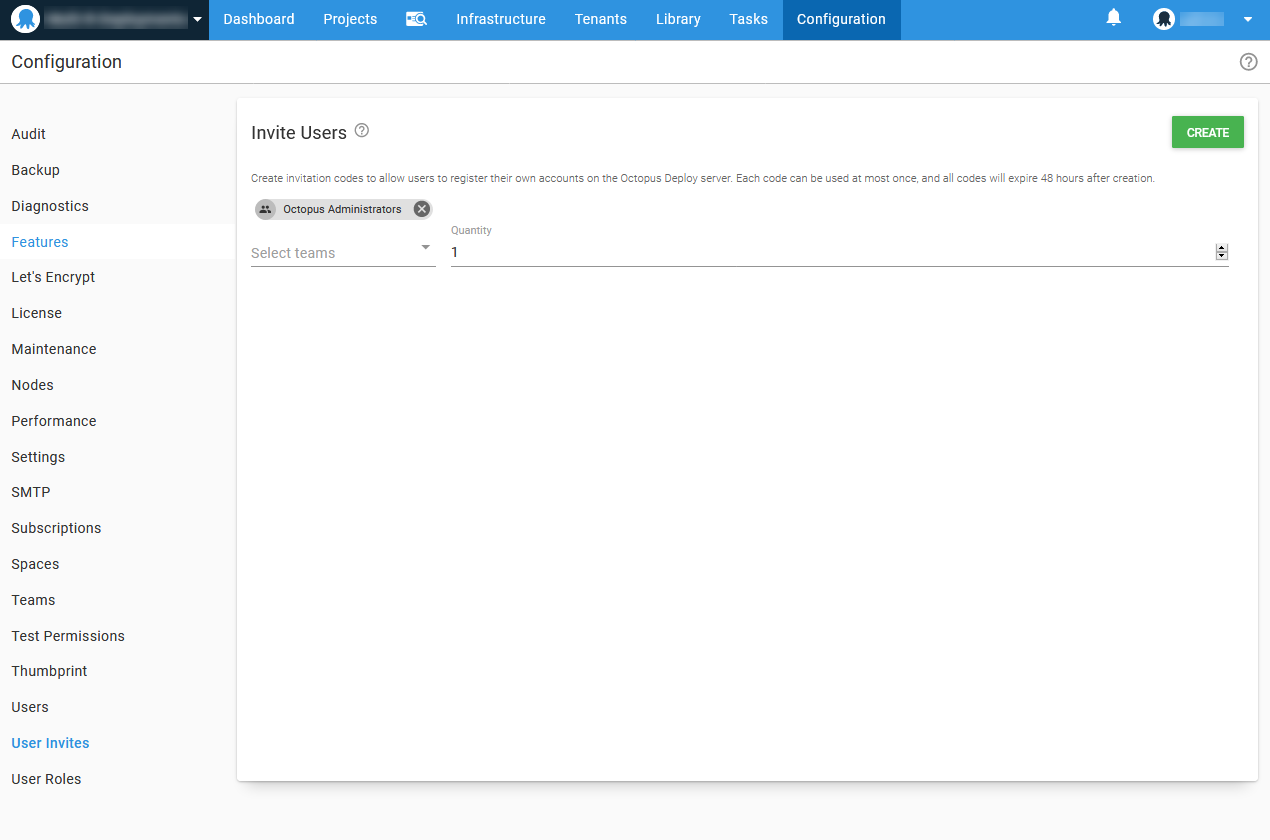 Dashboard Projects Infrastructure Tenants Library Tasks Configuration
Configuration
Audit
Backup
Diagnostics
Features
Let's Encrypt
License
Maintenance
Nodes
Performance
Settings
SMTP
Subscriptions
Spaces
Teams
Test Permissions
Thumbprint
Users
User Invites
User Roles
Invite Users
CREATE
Create invitation codes to allow users to register their own accounts on the Octopus Deploy server. Each code can be used at most once, and all codes will expire 48 hours after creation.
Octopus Administrators
Select teams
Quantity
1